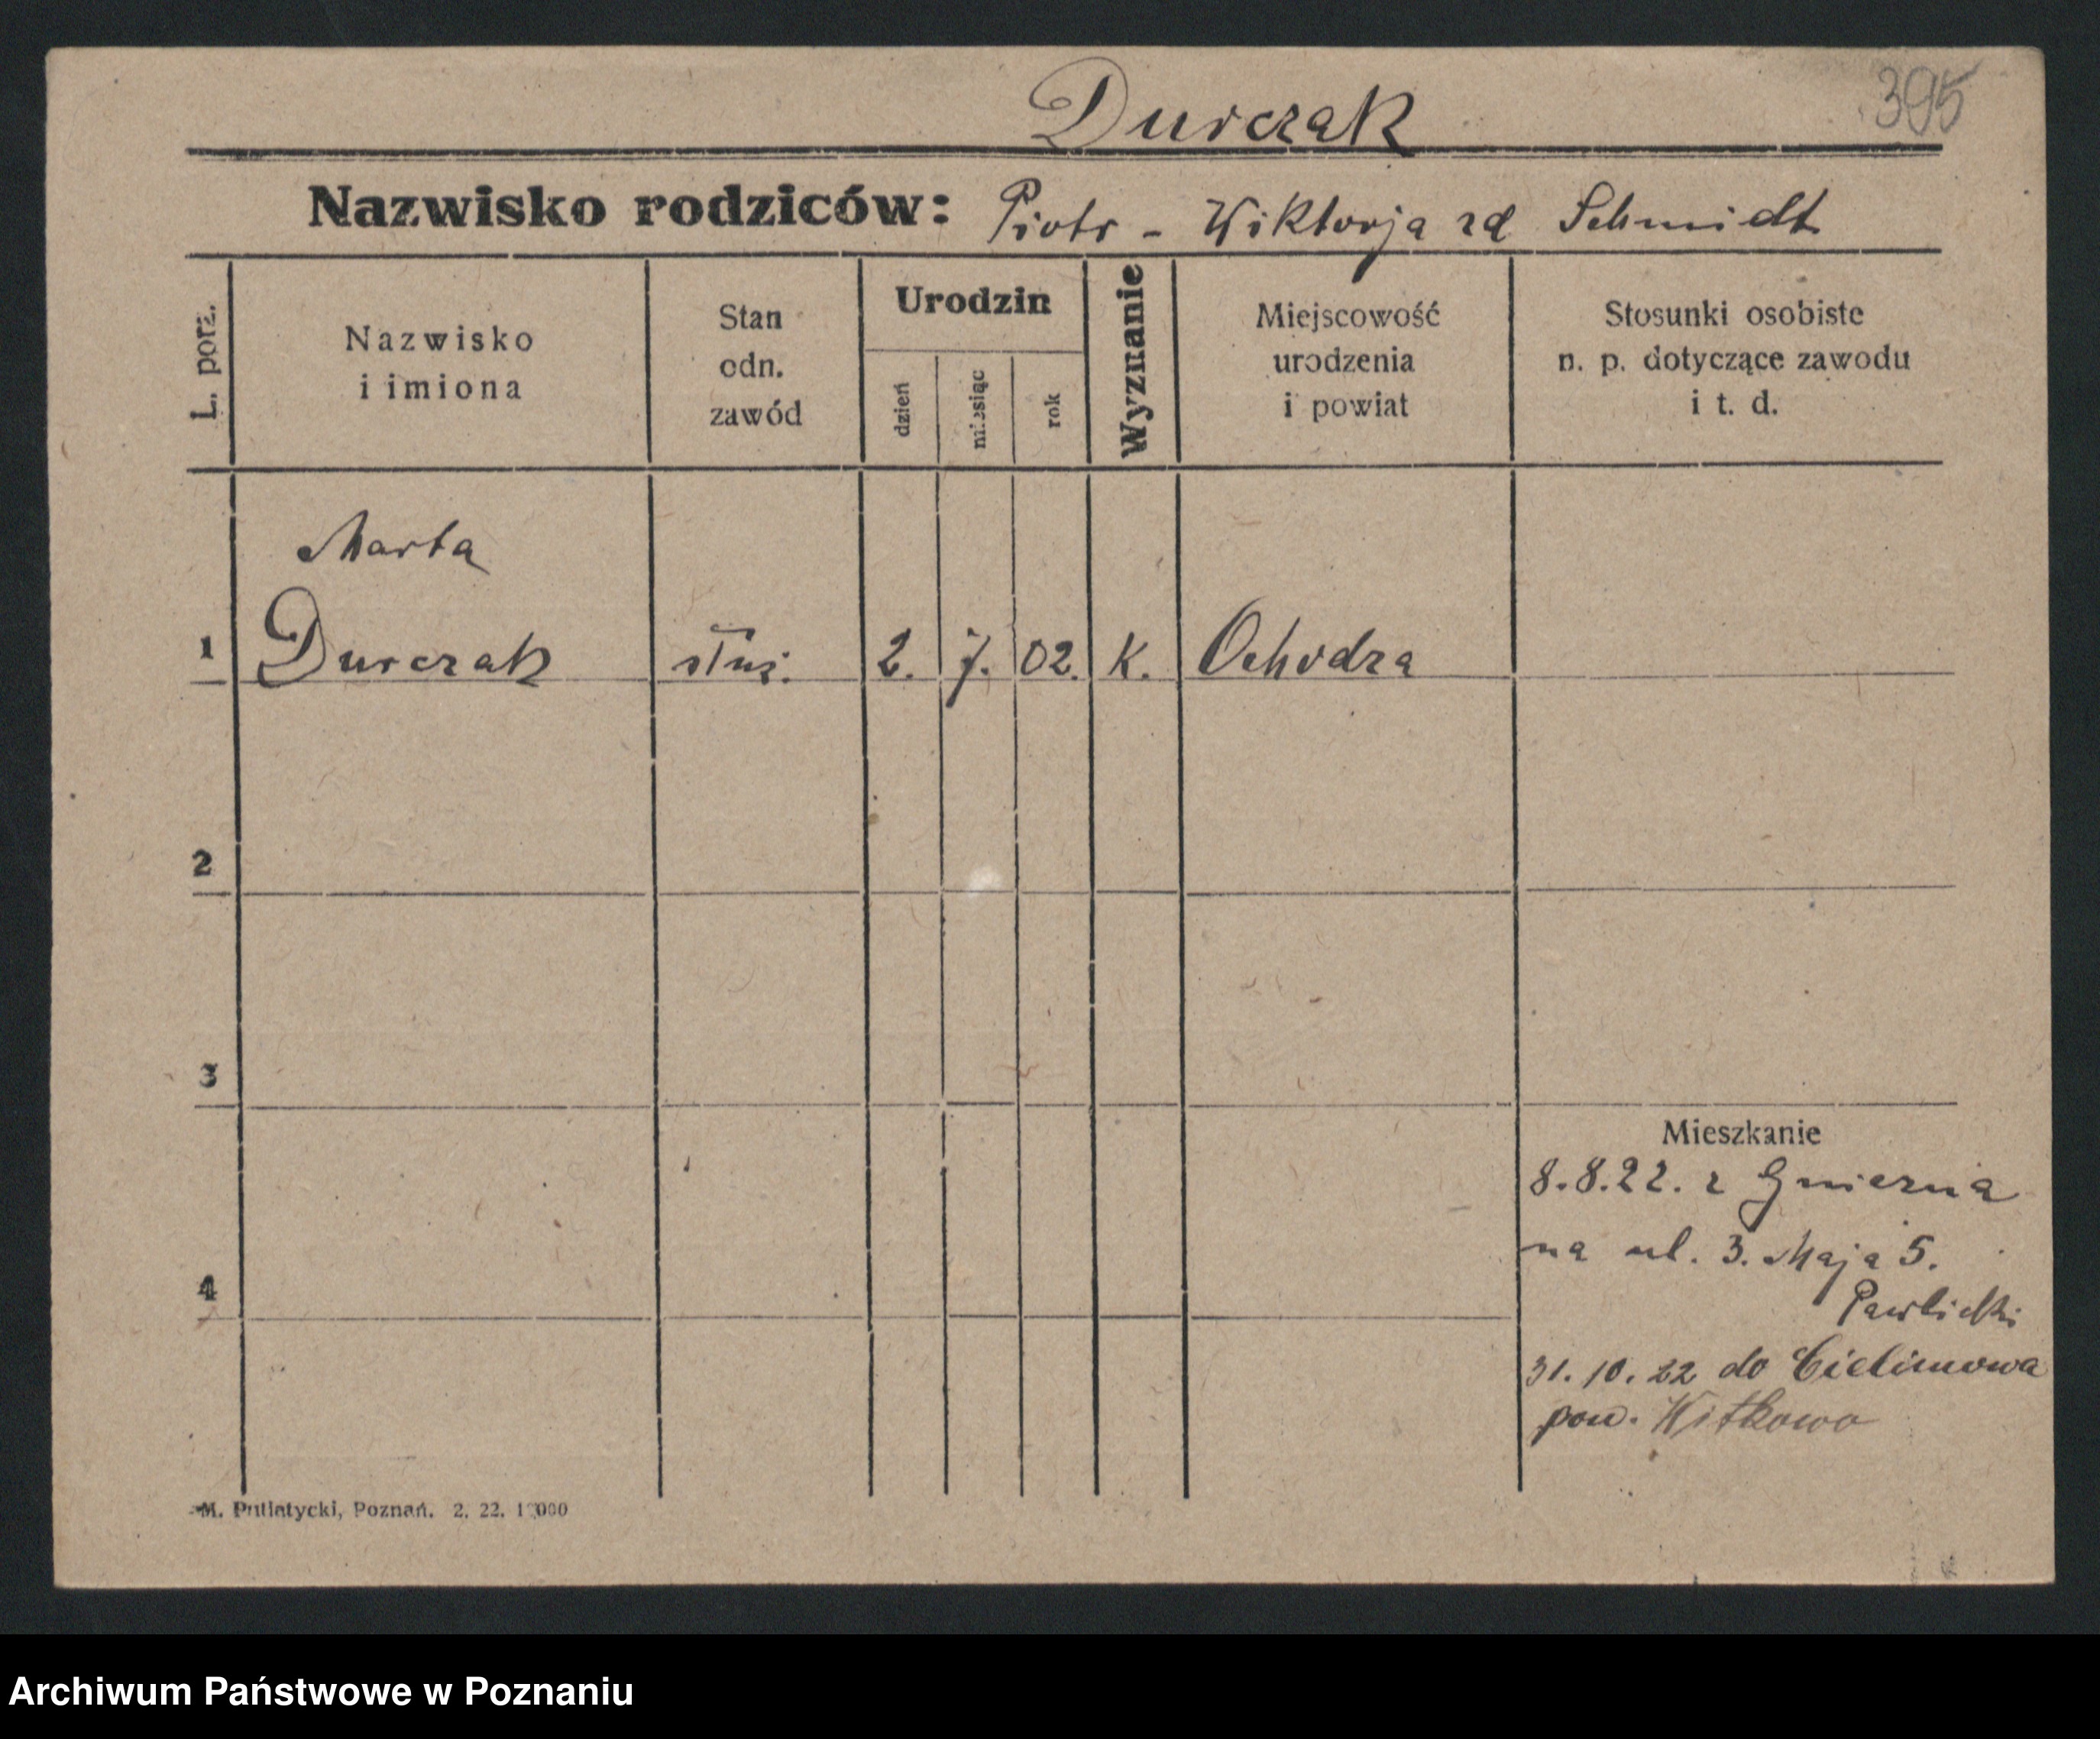 395
Durczak
Nazwisko rodziców: Piotr - Wiktorja zd Schmidt
L. porz.
Nazwisko
i imiona
Stan
odn.
zawód
Urodzin
dzień
miesiąc
rok
Wyznanie
Miejscowość
urodzenia
i powiat
Stosunki osobiste
n. p. dotyczące zawodu
i t. d.
Marta
1 Durczak służ. 2. 7. 02. K. Ochodza
2
3
Mieszkanie
8.8.22. z Gniezna
na ul. 3. Maja 5.
Pawlicki
4
31.10.22 do Cielimowa
pow. Witkowo
M. Putiatycki, Poznań. 2. 22.
Archiwum Państwowe w Poznaniu